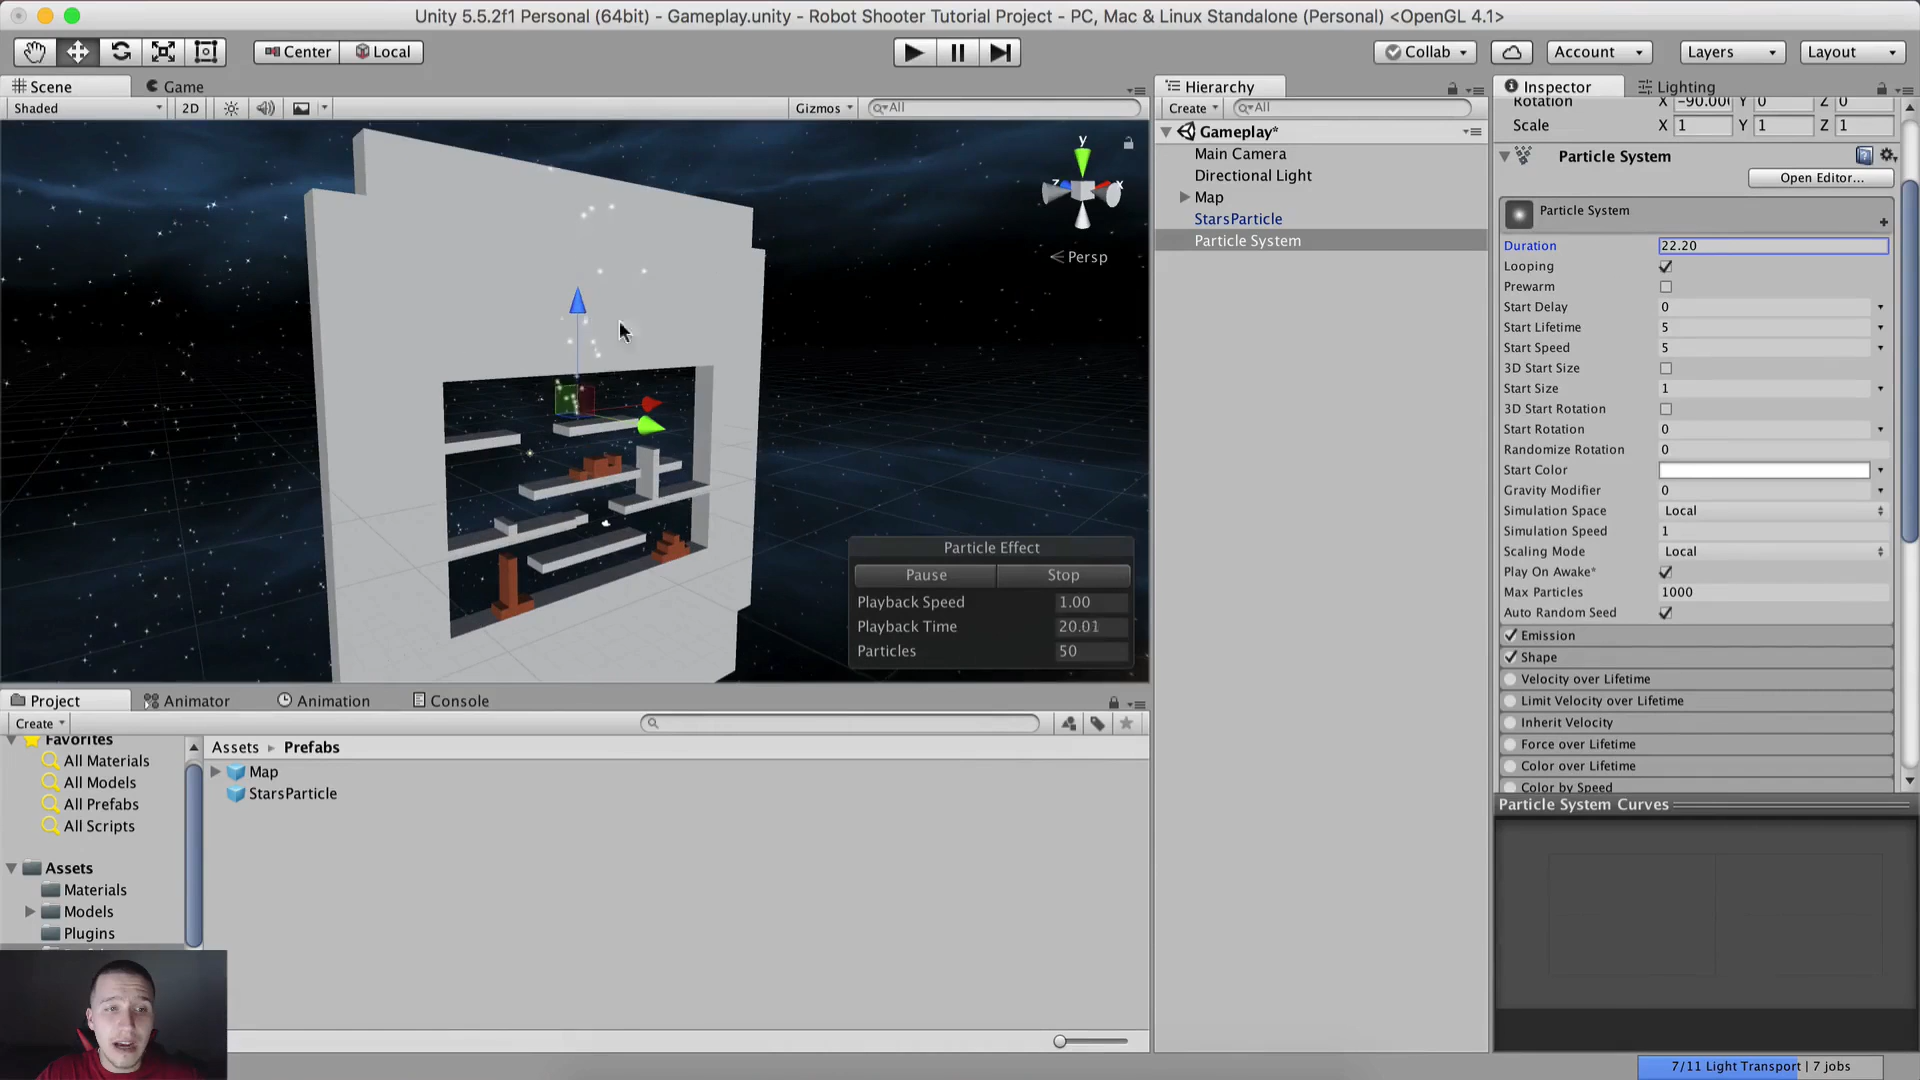 Unity 5.5.2f1 Personal (64bit) - Gameplay.unity - Robot Shooter Tutorial Project - PC, Mac & Linux Standalone (Personal) <OpenGL 4.1>
Center Local Collab Account Layers Layout
Scene Game
Shaded 2D Gizmos All
y
x
z
Persp
Particle Effect
Pause Stop
Playback Speed 1.00
Playback Time 20.01
Particles 50
Hierarchy
Create All
Gameplay*
Main Camera
Directional Light
Map
StarsParticle
Particle System
Inspector Lighting
Rotation X -90.00 Y 0 Z 0
Scale X 1 Y 1 Z 1
Particle System
Open Editor...
Particle System
Duration 22.20
Looping
Prewarm
Start Delay 0
Start Lifetime 5
Start Speed 5
3D Start Size
Start Size 1
3D Start Rotation
Start Rotation 0
Randomize Rotation 0
Start Color
Gravity Modifier 0
Simulation Space Local
Simulation Speed 1
Scaling Mode Local
Play On Awake*
Max Particles 1000
Auto Random Seed
Emission
Shape
Velocity over Lifetime
Limit Velocity over Lifetime
Inherit Velocity
Force over Lifetime
Color over Lifetime
Color by Speed
Particle System Curves
Project Animator Animation Console
Create
Favorites
All Materials
All Models
All Prefabs
All Scripts
Assets
Materials
Models
Plugins
Assets Prefabs
Map
StarsParticle
7/11 Light Transport | 7 jobs